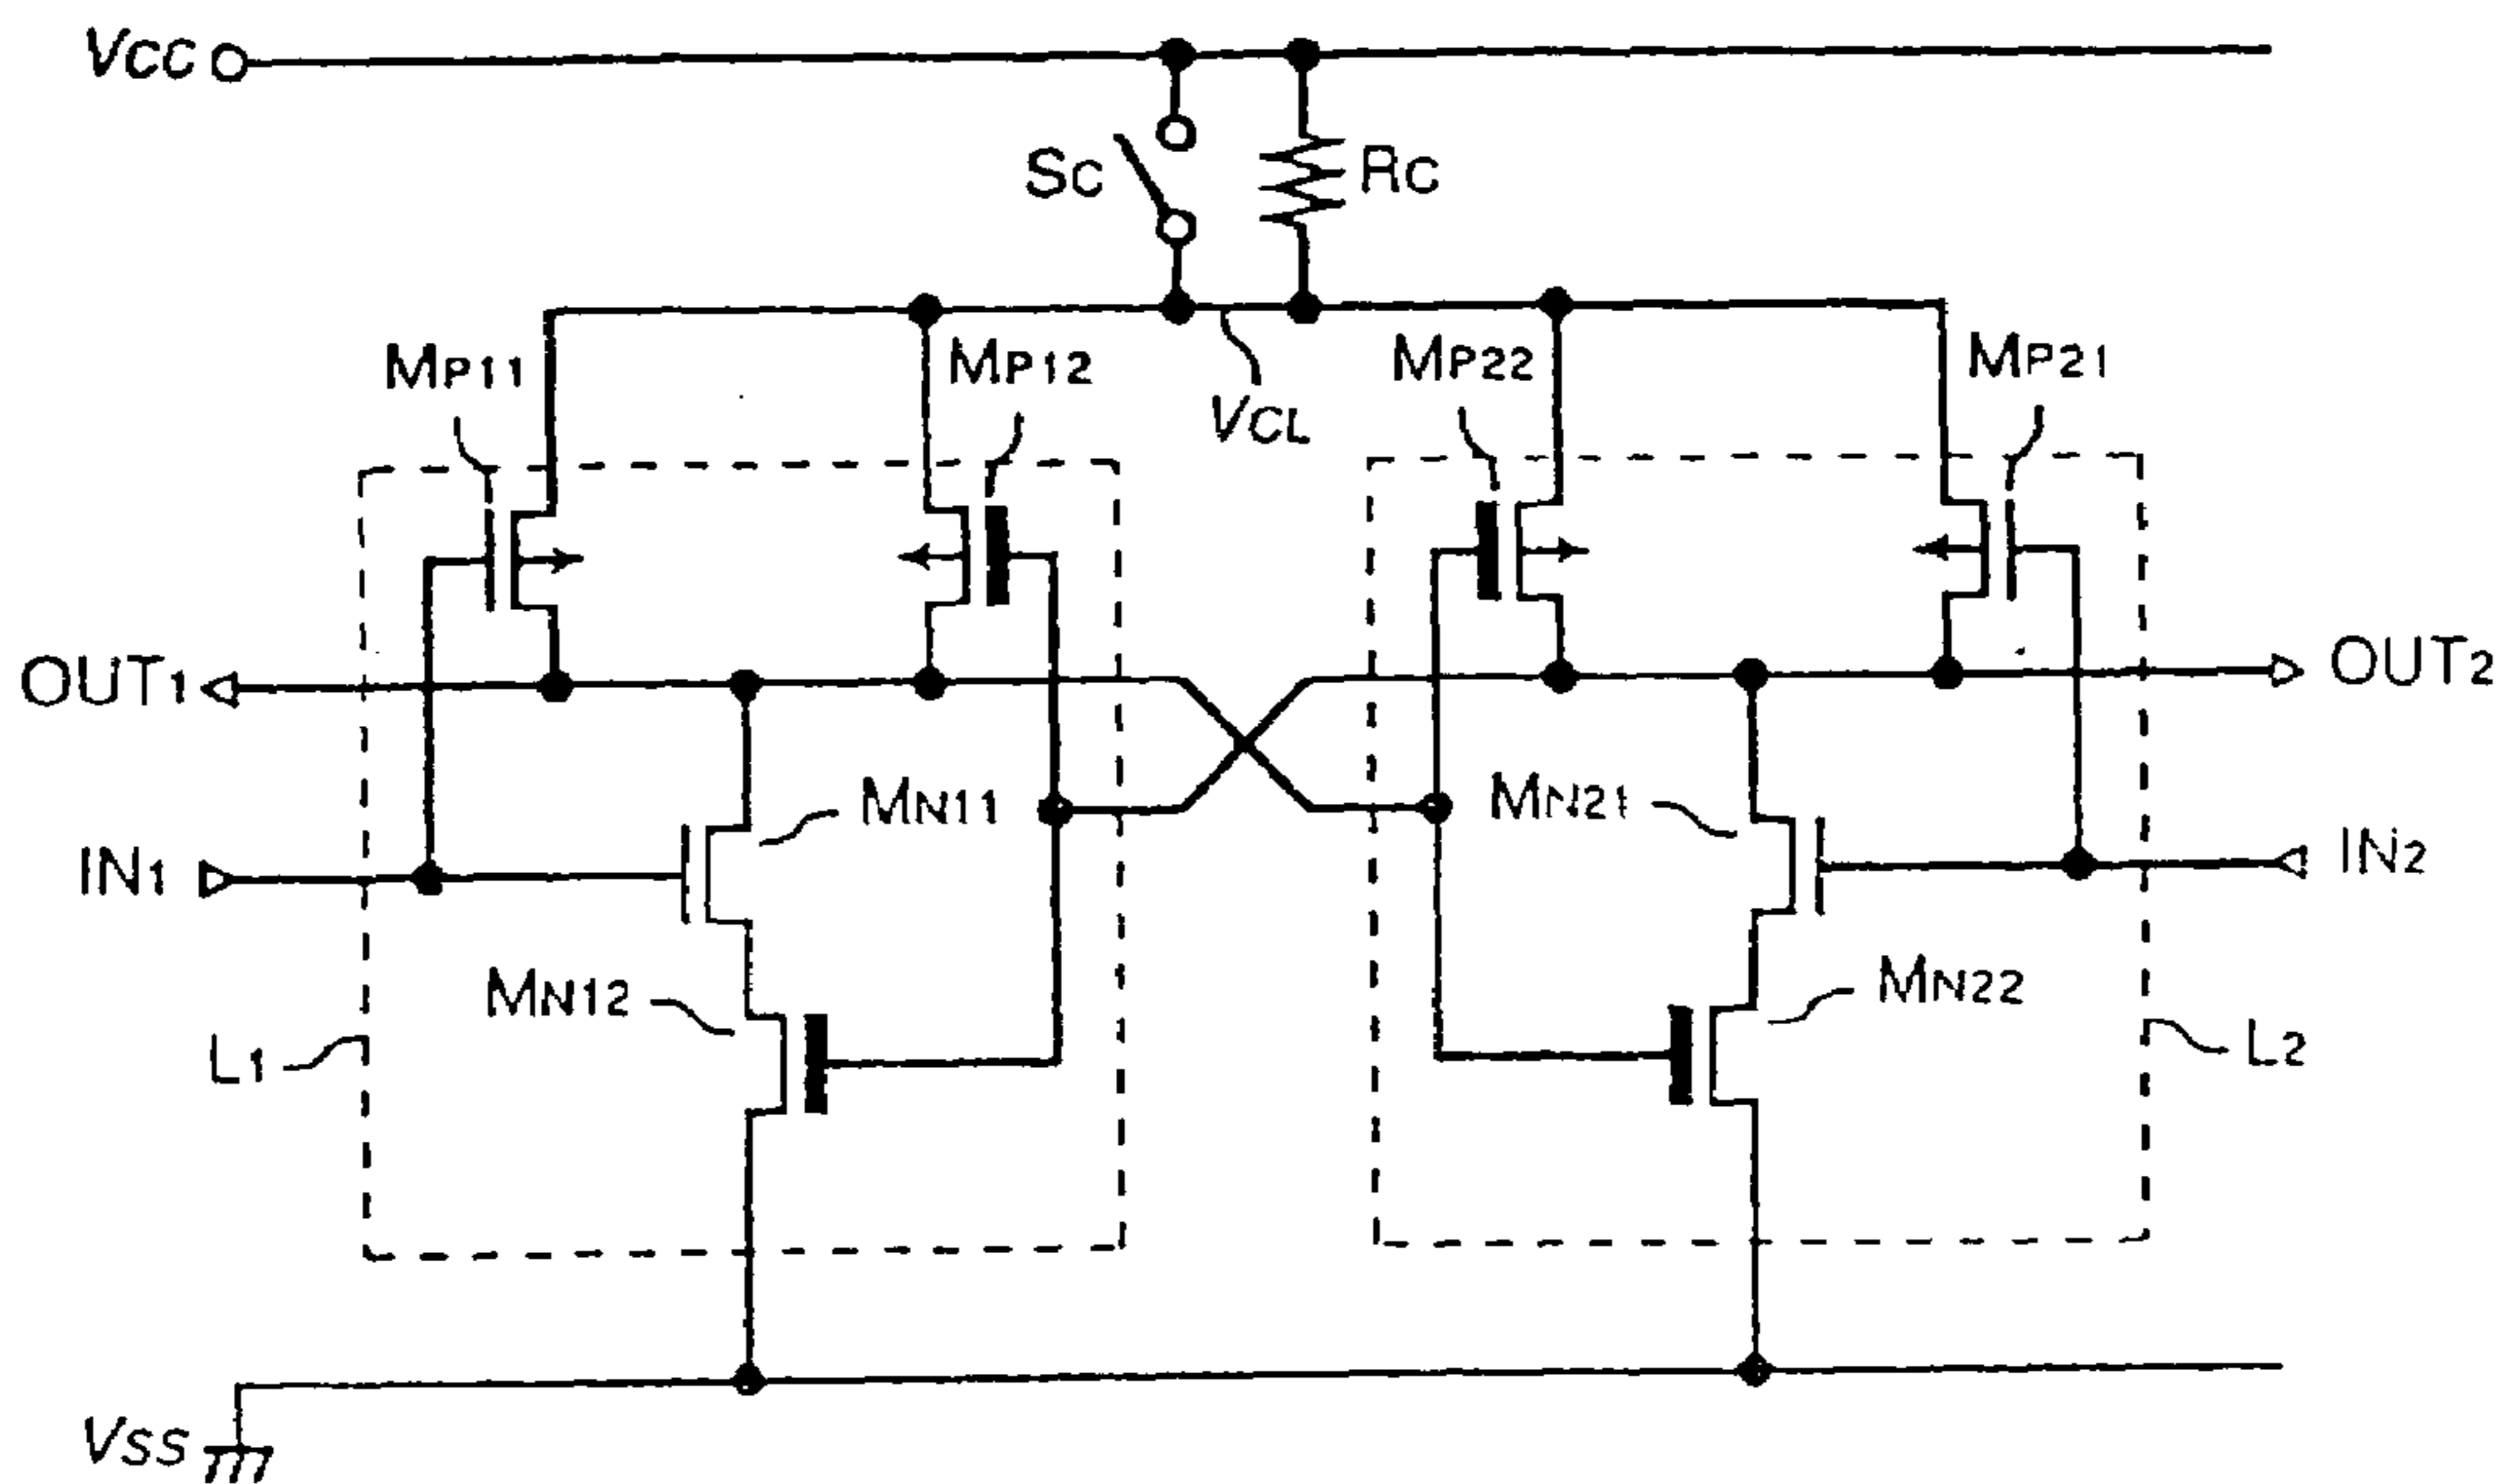 VCC
SC RC
MP11 MP12 VCL MP22 MP21
OUT1 OUT2
MN11 MN21
IN1 IN2
MN12 MN22
L1 L2
VSS